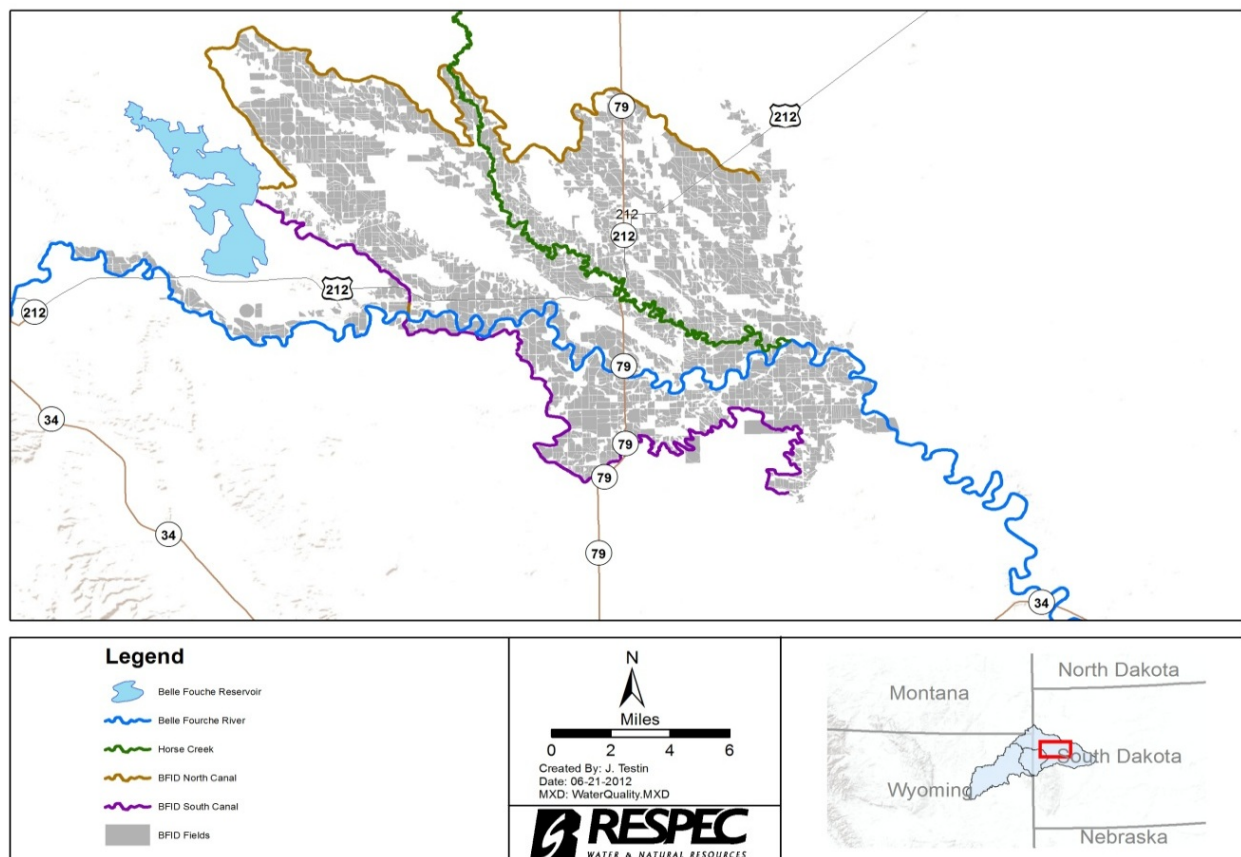 79
212
212
212
79
212
212
34
79
79
34
79
34
Legend
Belle Fouche Reservoir
Belle Fourche River
Horse Creek
BFID North Canal
BFID South Canal
BFID Fields
N
Miles
0 2 4 6
Created By: J. Testin
Date: 06-21-2012
MXD: WaterQuality.MXD
RESPEC
WATER & NATURAL RESOURCES
North Dakota
Montana
South Dakota
Wyoming
Nebraska